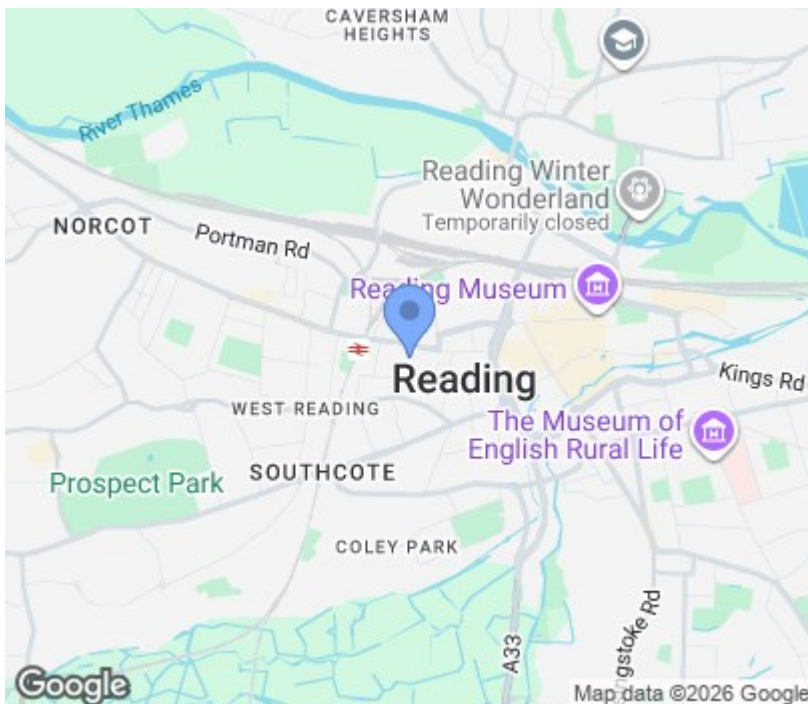 CAVERSHAM
HEIGHTS
River Thames
Reading Winter
Wonderland
Temporarily closed
NORCOT
Portman Rd
Reading Museum
Reading
Kings Rd
WEST READING
The Museum of
English Rural Life
SOUTHCOTE
Prospect Park
COLEY PARK
A33
ngstoke Rd
Google
Map data ©2026 Google